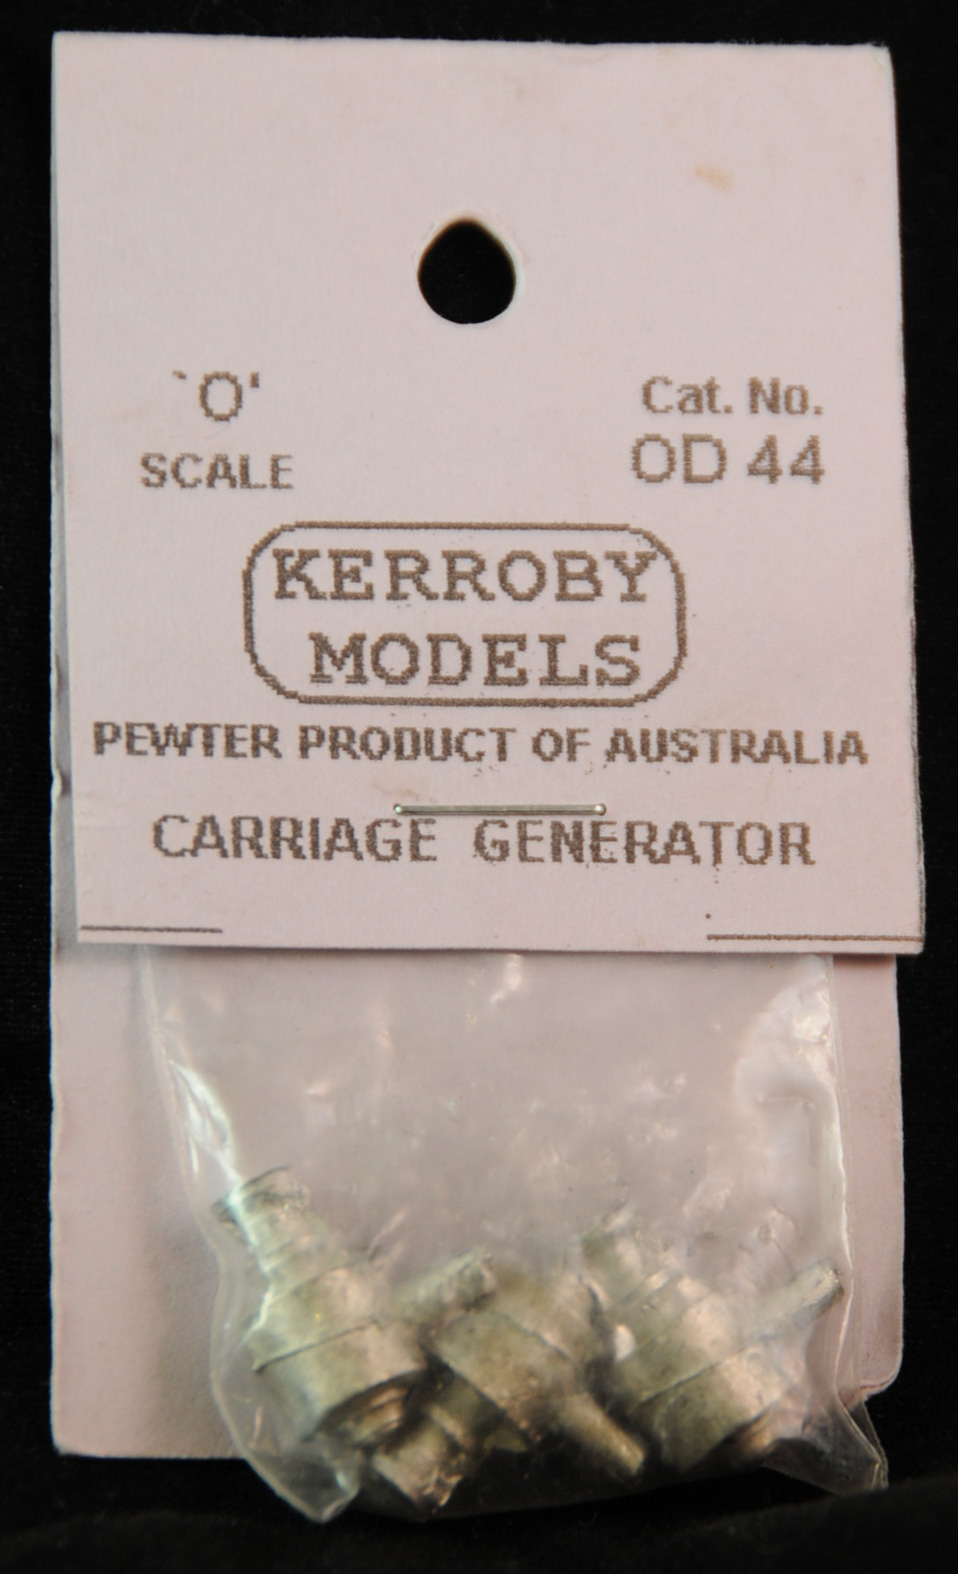 `O'
SCALE
Cat. No.
OD 44
KERROBY
MODELS
PEWTER PRODUCT OF AUSTRALIA
CARRIAGE GENERATOR